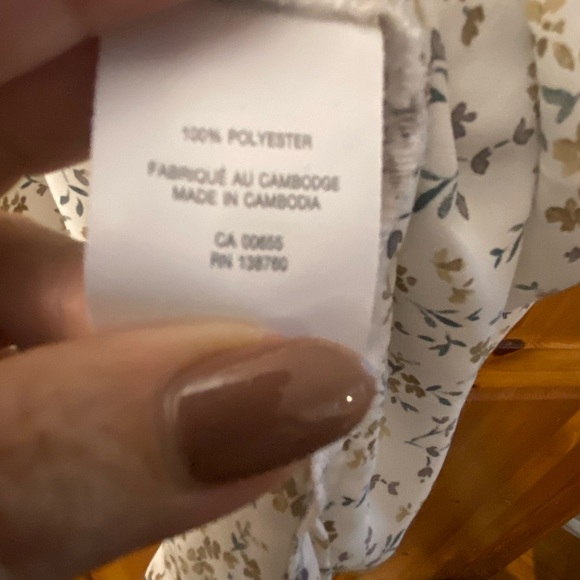 100% POLYESTER
FABRIQUÉ AU CAMBODGE
MADE IN CAMBODIA
CA 00655
RN 138760